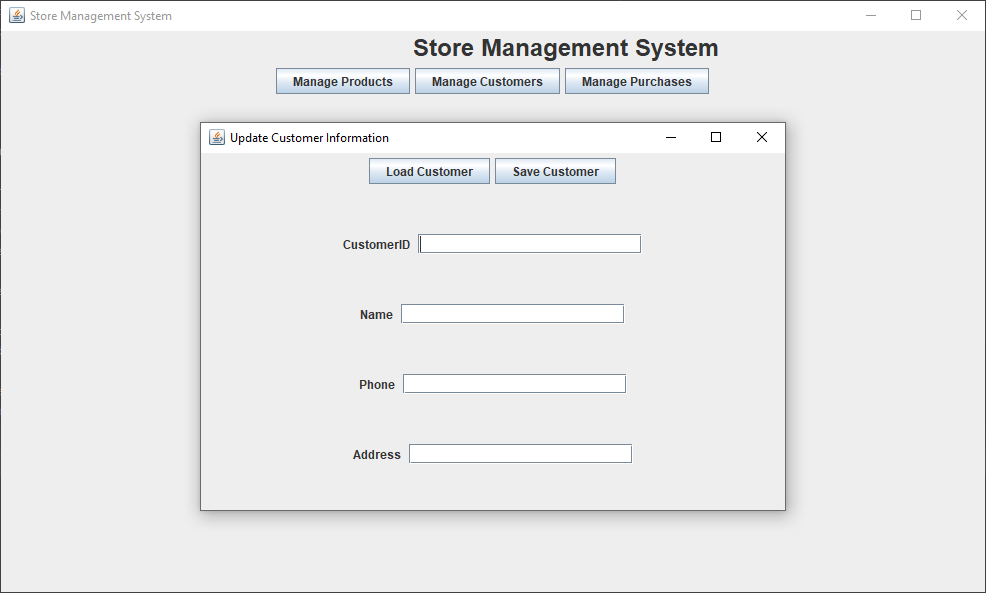 Store Management System
Store Management System
Manage Products Manage Customers Manage Purchases
Update Customer Information
Load Customer Save Customer
CustomerID
Name
Phone
Address